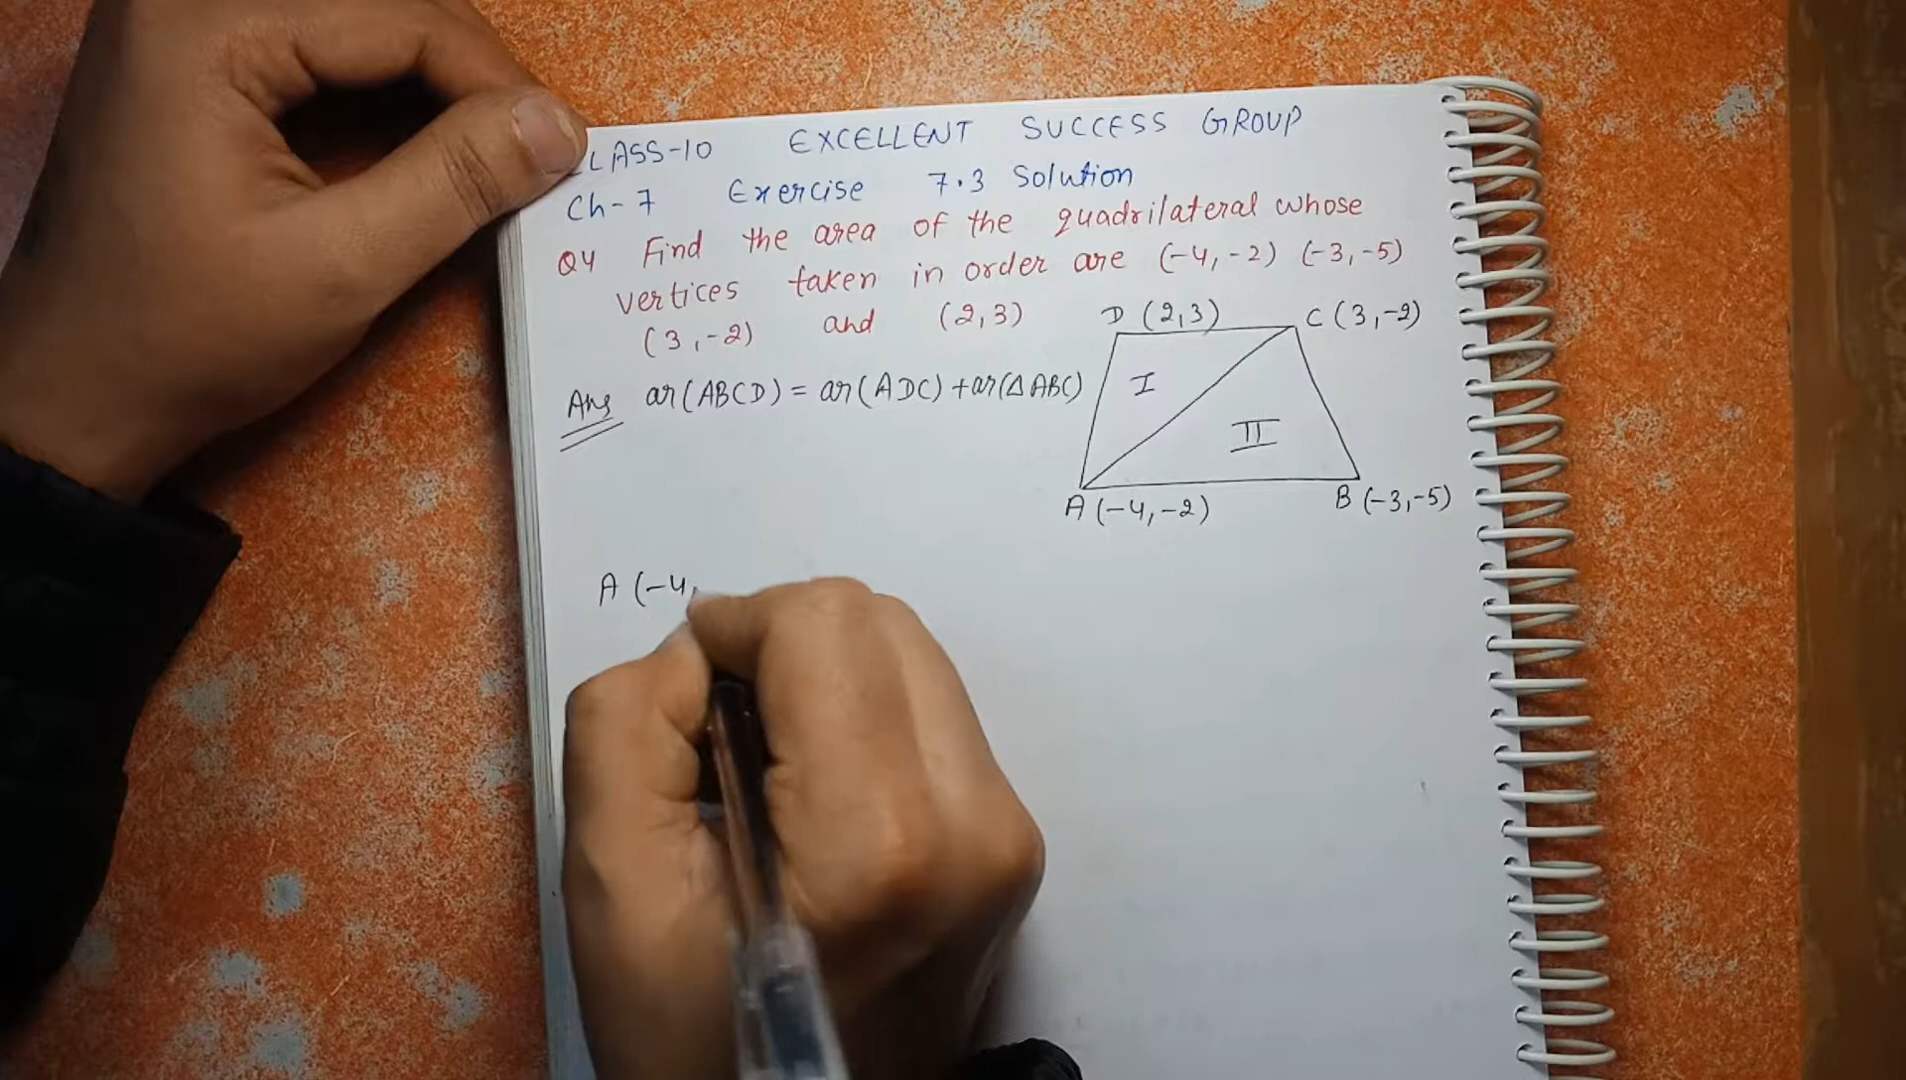 LASS-10 EXCELLENT SUCCESS GROUP
Ch-7 Exercise 7.3 Solution
Q4 Find the area of the quadrilateral whose
vertices taken in order are (-4,-2) (-3,-5)
(3,-2) and (2,3)
D (2,3) C (3,-2)
Ans ar(ABCD) = ar(ADC) + ar(△ABC)
I
II
A (-4,-2) B (-3,-5)
A (-4,